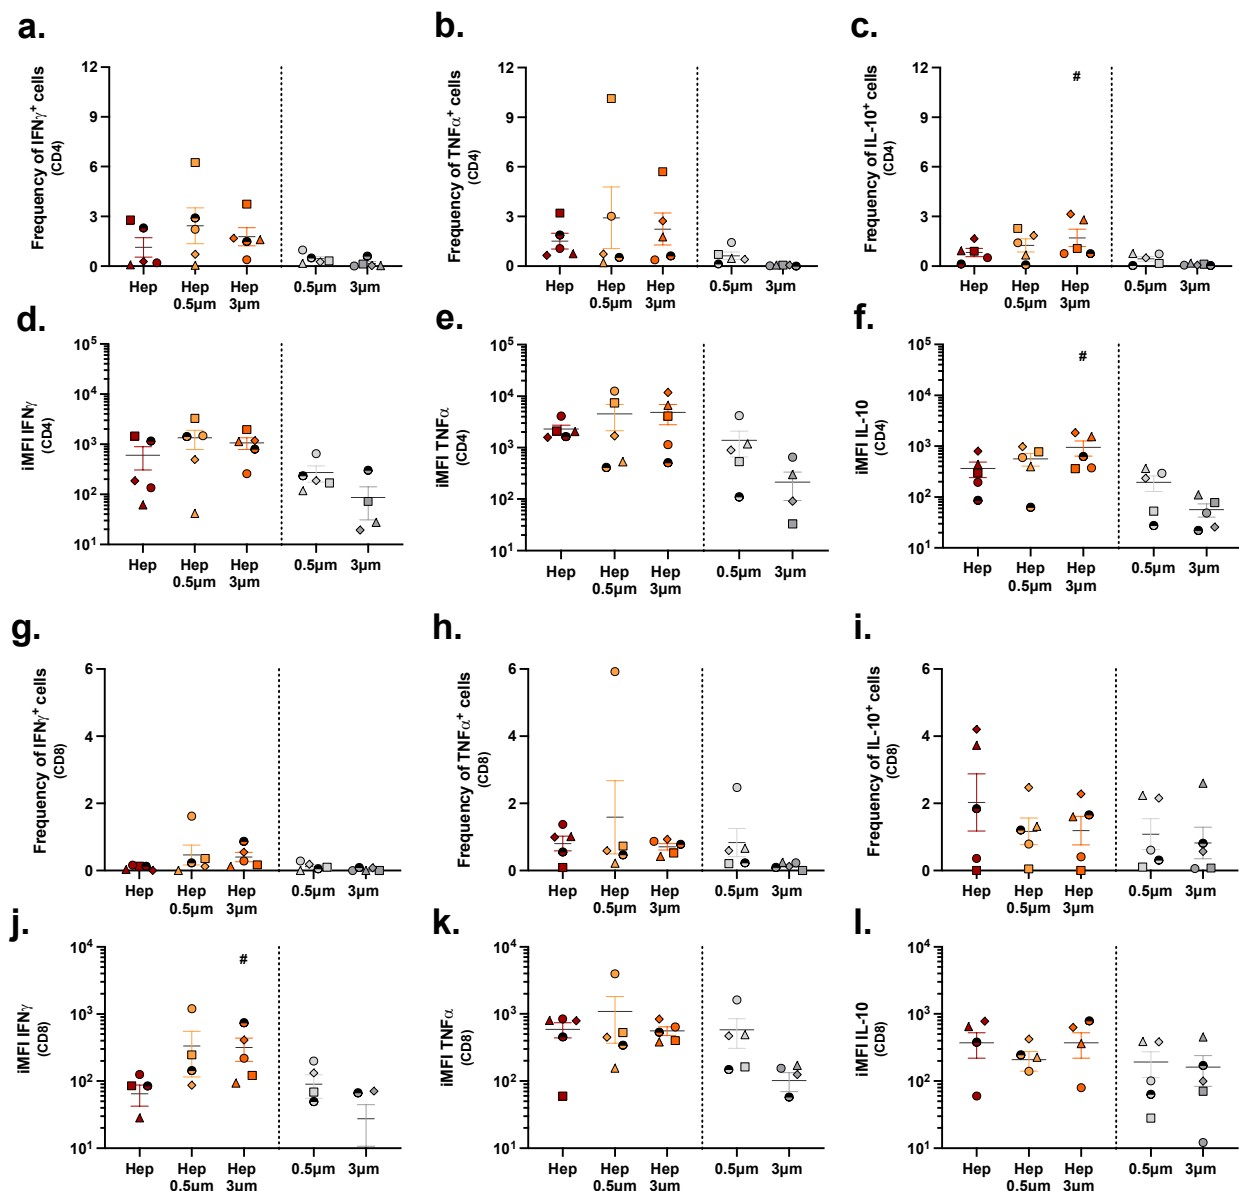 a.
Frequency of IFNγ⁺ cells
(CD4)
12
9
6
3
0
Hep
Hep
0.5µm
Hep
3µm
0.5µm
3µm
b.
Frequency of TNFα⁺ cells
(CD4)
12
9
6
3
0
Hep
Hep
0.5µm
Hep
3µm
0.5µm
3µm
c.
Frequency of IL-10⁺ cells
(CD4)
12
9
6
3
0
#
Hep
Hep
0.5µm
Hep
3µm
0.5µm
3µm
d.
iMFI IFNγ
(CD4)
10⁵
10⁴
10³
10²
10¹
Hep
Hep
0.5µm
Hep
3µm
0.5µm
3µm
e.
iMFI TNFα
(CD4)
10⁵
10⁴
10³
10²
10¹
Hep
Hep
0.5µm
Hep
3µm
0.5µm
3µm
f.
iMFI IL-10
(CD4)
10⁵
10⁴
10³
10²
10¹
#
Hep
Hep
0.5µm
Hep
3µm
0.5µm
3µm
g.
Frequency of IFNγ⁺ cells
(CD8)
6
4
2
0
Hep
Hep
0.5µm
Hep
3µm
0.5µm
3µm
h.
Frequency of TNFα⁺ cells
(CD8)
6
4
2
0
Hep
Hep
0.5µm
Hep
3µm
0.5µm
3µm
i.
Frequency of IL-10⁺ cells
(CD8)
6
4
2
0
Hep
Hep
0.5µm
Hep
3µm
0.5µm
3µm
j.
iMFI IFNγ
(CD8)
10⁴
10³
10²
10¹
#
Hep
Hep
0.5µm
Hep
3µm
0.5µm
3µm
k.
iMFI TNFα
(CD8)
10⁴
10³
10²
10¹
Hep
Hep
0.5µm
Hep
3µm
0.5µm
3µm
l.
iMFI IL-10
(CD8)
10⁴
10³
10²
10¹
Hep
Hep
0.5µm
Hep
3µm
0.5µm
3µm